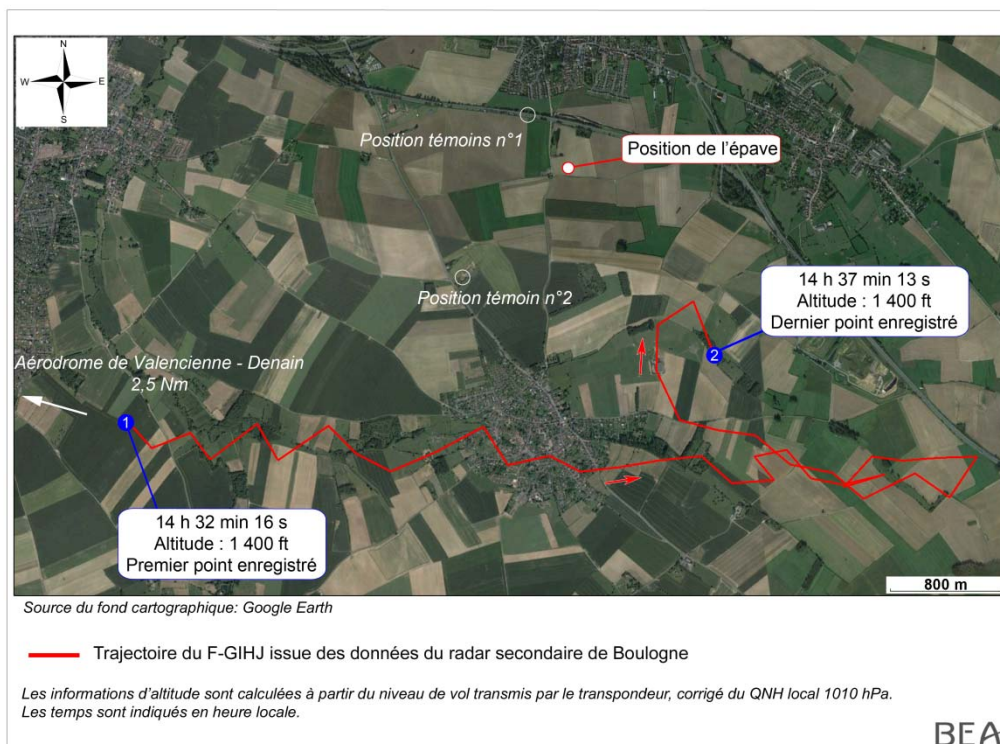 N
W E
S
Position témoins n°1
Position de l'épave
Position témoin n°2
14 h 37 min 13 s
Altitude : 1 400 ft
Dernier point enregistré
Aérodrome de Valencienne - Denain
2,5 Nm
2
1
14 h 32 min 16 s
Altitude : 1 400 ft
Premier point enregistré
800 m
Source du fond cartographique: Google Earth
Trajectoire du F-GIHJ issue des données du radar secondaire de Boulogne
Les informations d'altitude sont calculées à partir du niveau de vol transmis par le transpondeur, corrigé du QNH local 1010 hPa.
Les temps sont indiqués en heure locale.
BEA